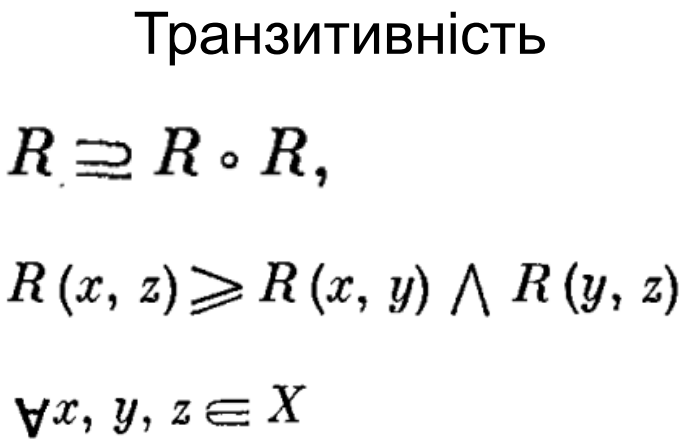 Транзитивність
R ⊇ R ∘ R,
R (x, z) ⩾ R (x, y) ∧ R (y, z)
∀x, y, z ∈ X